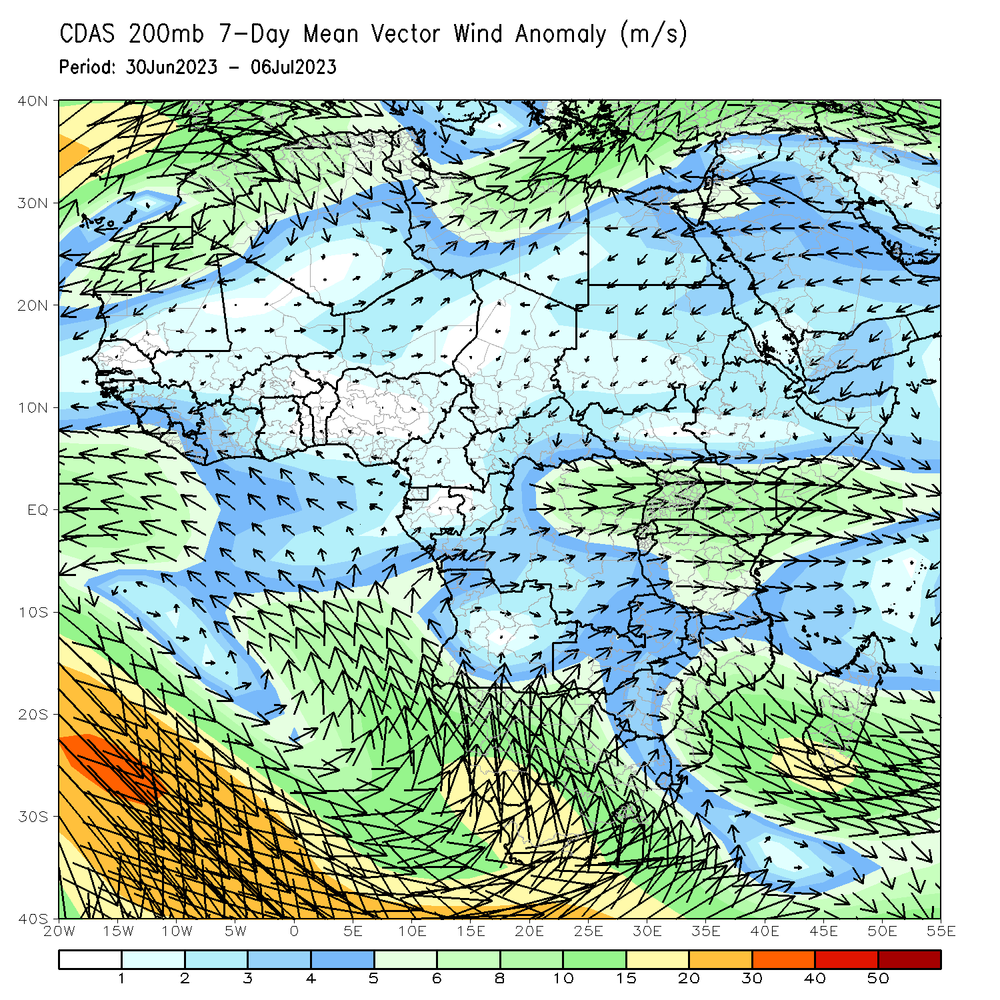 CDAS 200mb 7-Day Mean Vector Wind Anomaly (m/s)
Period: 30Jun2023 - 06Jul2023
40N
30N
20N
10N
EQ
10S
20S
30S
40S
20W 15W 10W 5W 0 5E 10E 15E 20E 25E 30E 35E 40E 45E 50E 55E
1 2 3 4 5 6 8 10 15 20 30 40 50